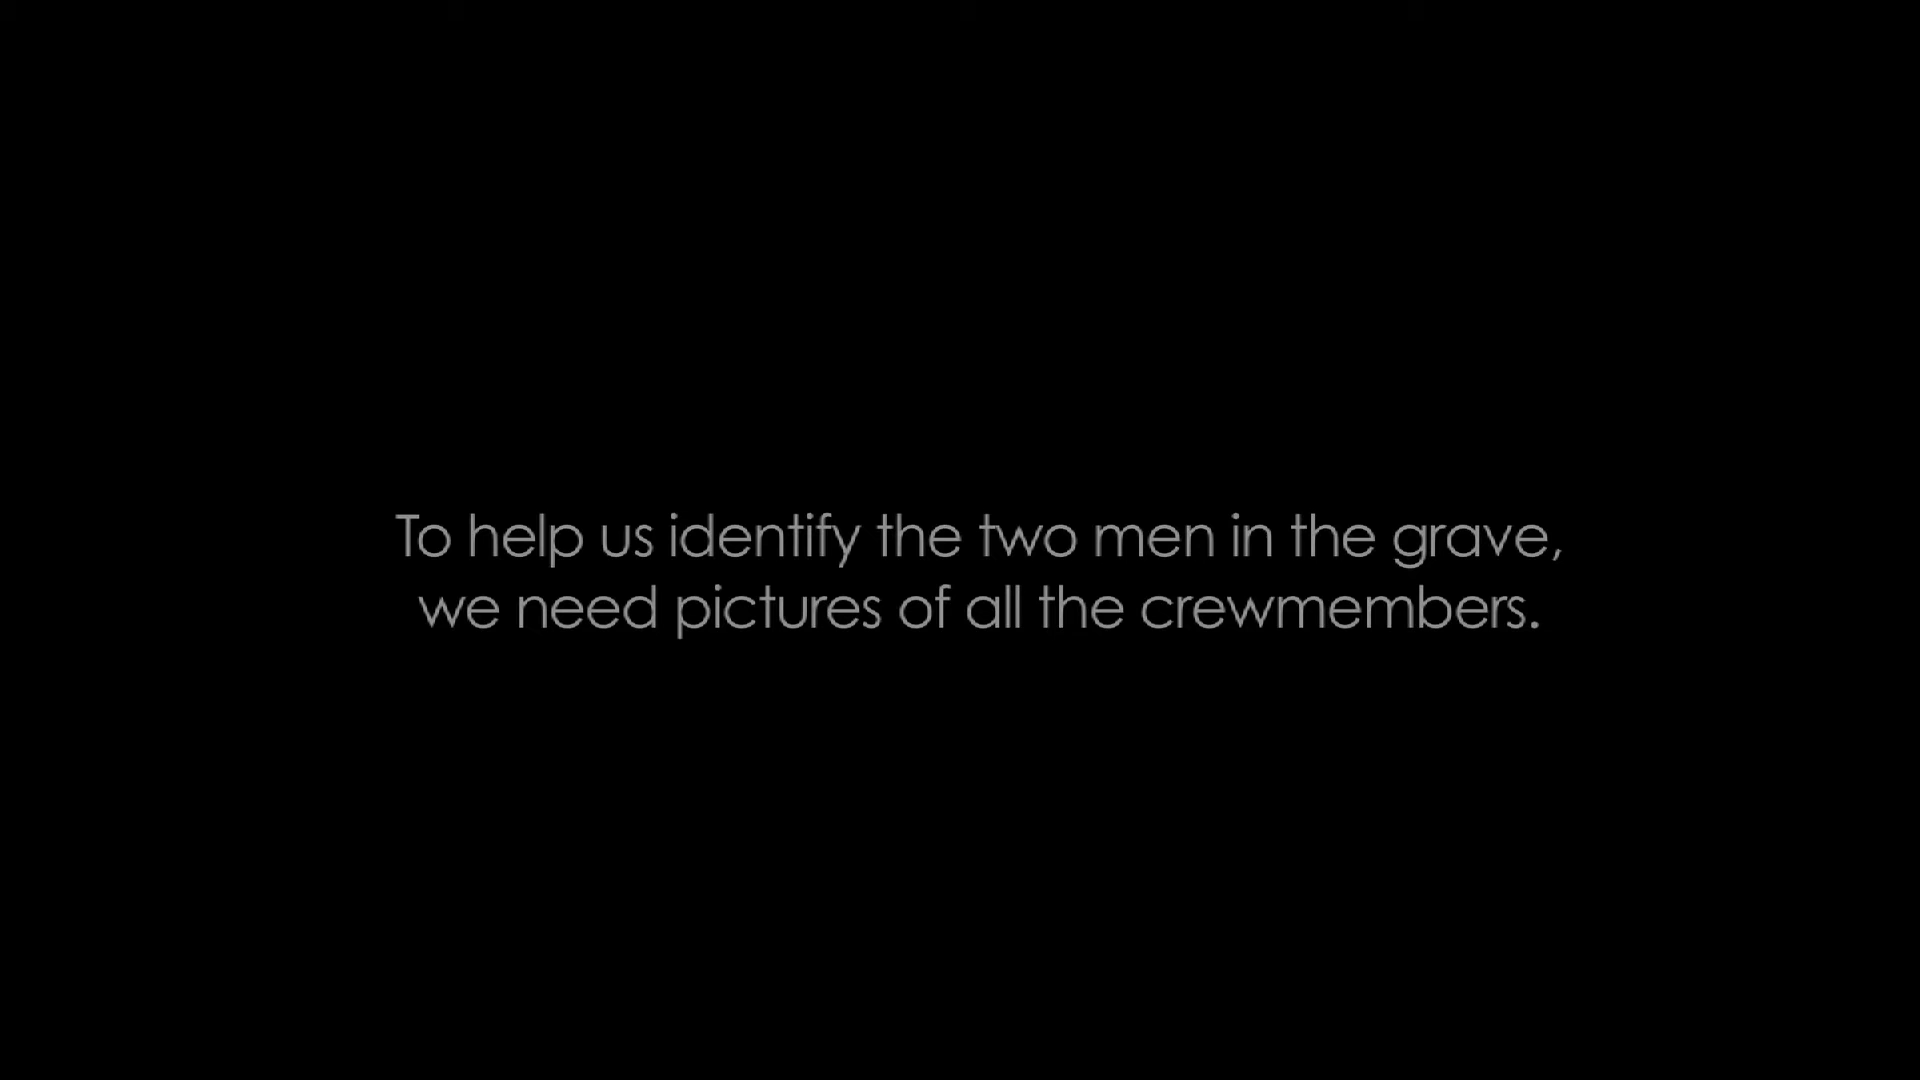 To help us identify the two men in the grave,
we need pictures of all the crewmembers.